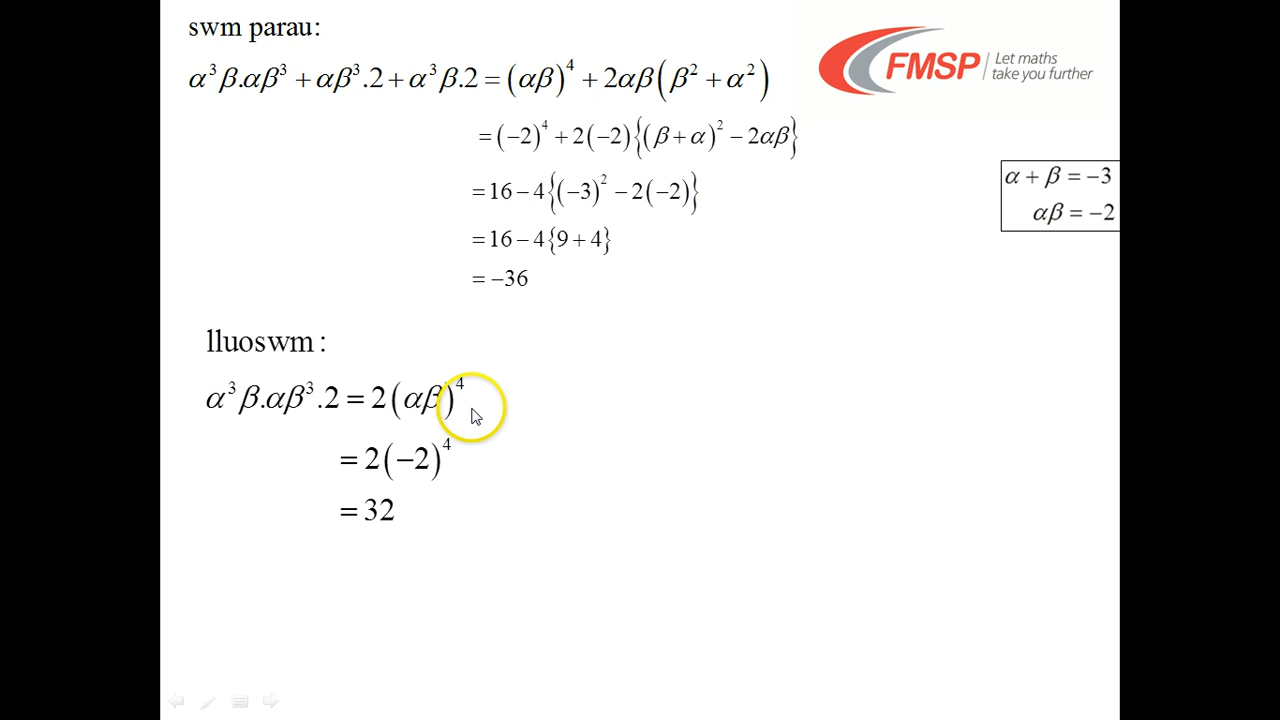 swm parau:
α³β.αβ³ + αβ³.2 + α³β.2 = (αβ)⁴ + 2αβ(β² + α²)
= (−2)⁴ + 2(−2){(β + α)² − 2αβ}
= 16 − 4{(−3)² − 2(−2)}
= 16 − 4{9 + 4}
= −36
FMSP
Let maths
take you further
α + β = −3
αβ = −2
lluoswm :
α³β.αβ³.2 = 2(αβ)⁴
= 2(−2)⁴
= 32